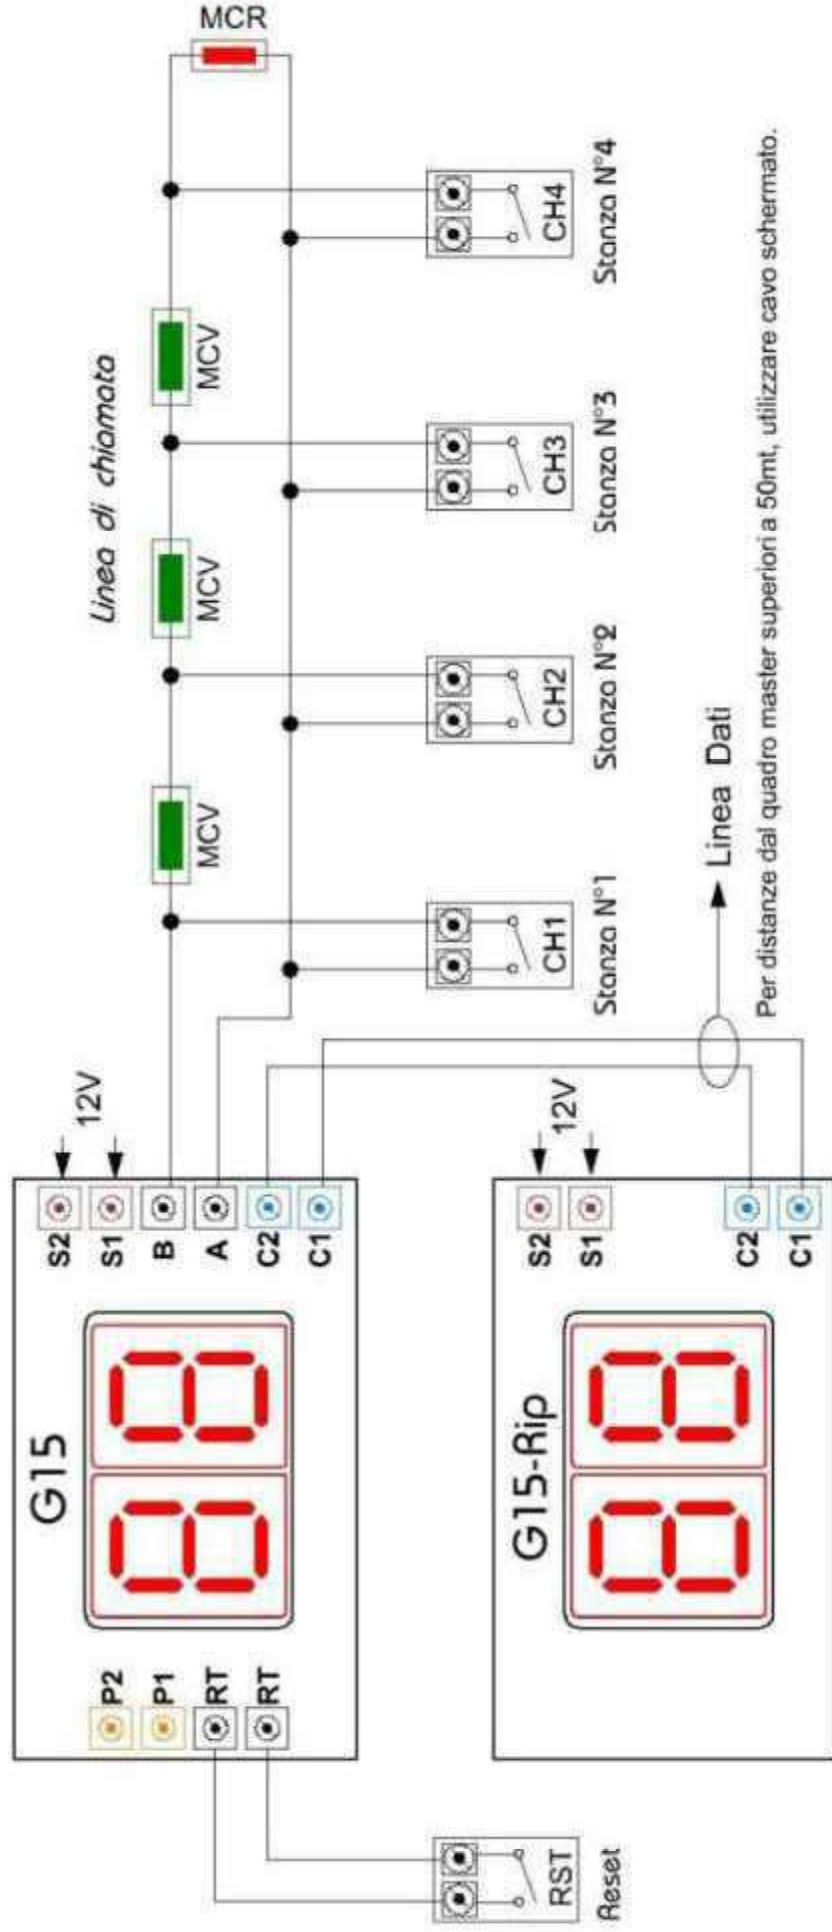 G15
P2
P1
RT
RT
S2
S1
B
A
C2
C1
12V
Linea di chiamata
MCV
MCV
MCV
MCR
CH1
CH2
CH3
CH4
Stanza N°1
Stanza N°2
Stanza N°3
Stanza N°4
RST
Reset
G15-Rip
S2
S1
C2
C1
12V
Linea Dati
Per distanze dal quadro master superiori a 50mt, utilizzare cavo schermato.
88
88